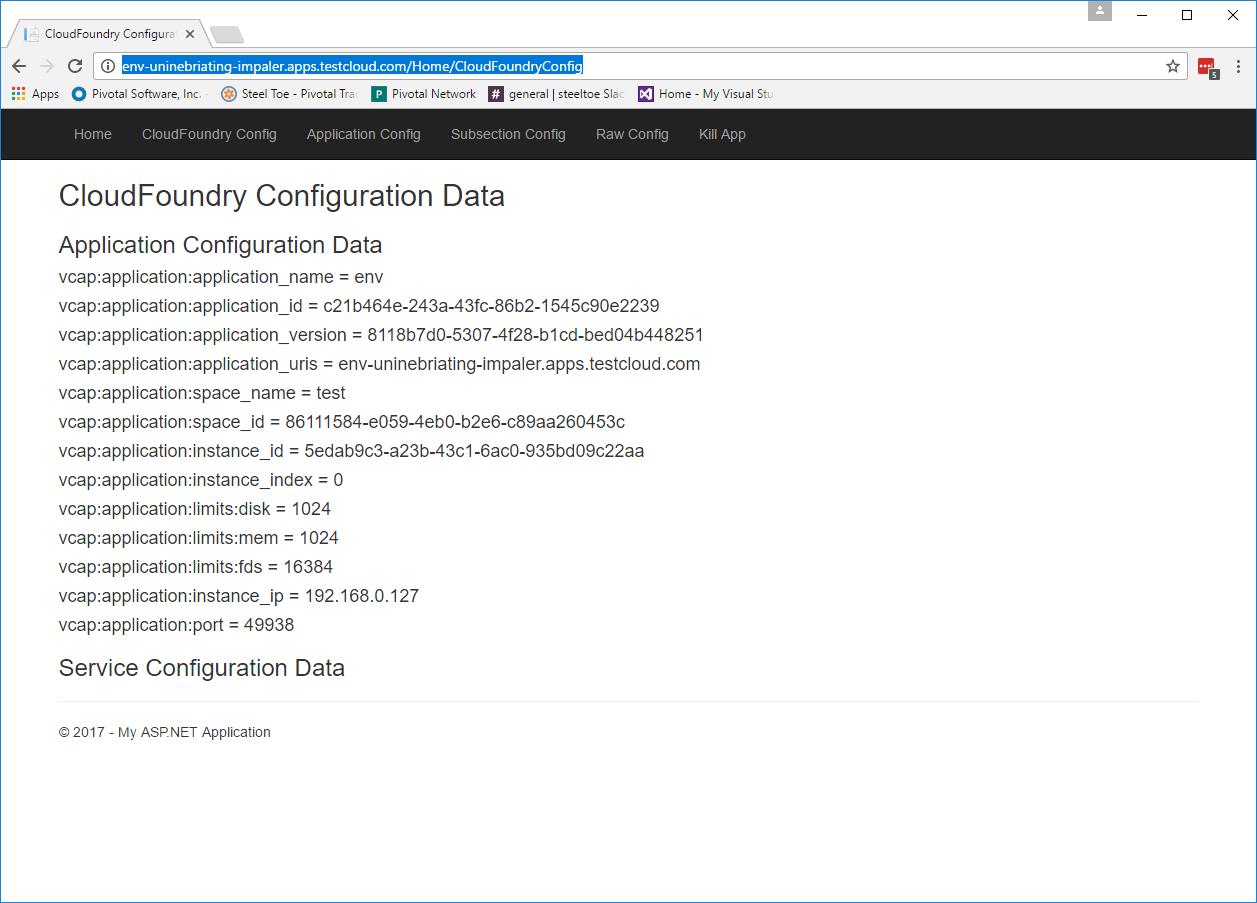 CloudFoundry Configura
env-uninebriating-impaler.apps.testcloud.com/Home/CloudFoundryConfig
5
Apps Pivotal Software, Inc. Steel Toe - Pivotal Tra P Pivotal Network # general | steeltoe Slac Home - My Visual Stu
Home CloudFoundry Config Application Config Subsection Config Raw Config Kill App
CloudFoundry Configuration Data
Application Configuration Data
vcap:application:application_name = env
vcap:application:application_id = c21b464e-243a-43fc-86b2-1545c90e2239
vcap:application:application_version = 8118b7d0-5307-4f28-b1cd-bed04b448251
vcap:application:application_uris = env-uninebriating-impaler.apps.testcloud.com
vcap:application:space_name = test
vcap:application:space_id = 86111584-e059-4eb0-b2e6-c89aa260453c
vcap:application:instance_id = 5edab9c3-a23b-43c1-6ac0-935bd09c22aa
vcap:application:instance_index = 0
vcap:application:limits:disk = 1024
vcap:application:limits:mem = 1024
vcap:application:limits:fds = 16384
vcap:application:instance_ip = 192.168.0.127
vcap:application:port = 49938
Service Configuration Data
© 2017 - My ASP.NET Application